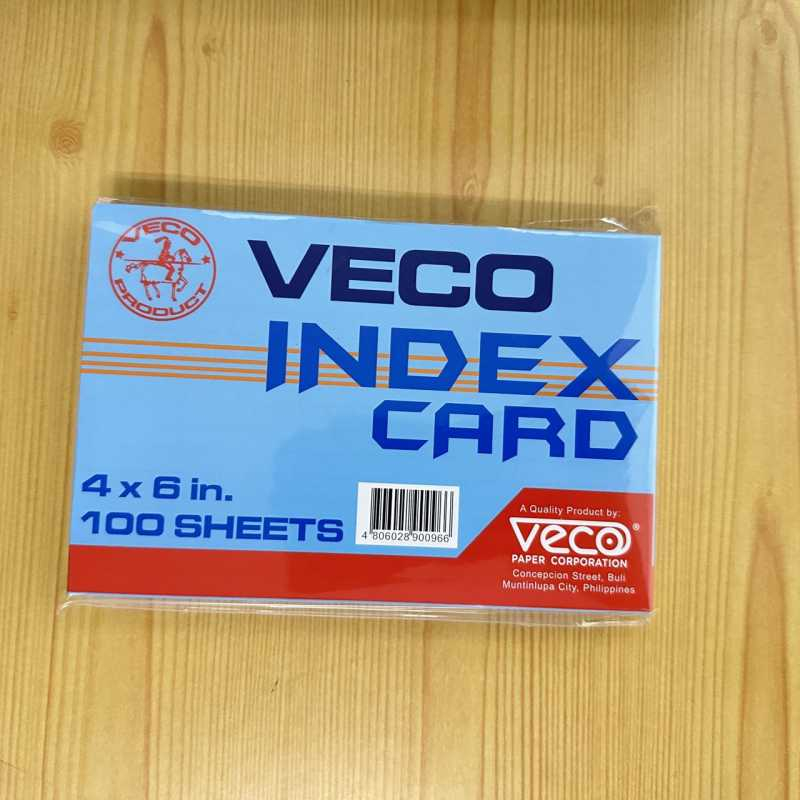 VECO
PRODUCT
VECO
INDEX
CARD
4 x 6 in.
100 SHEETS
4 806028 900966
A Quality Product by:
veco®
PAPER CORPORATION
Concepcion Street, Buli
Muntinlupa City, Philippines